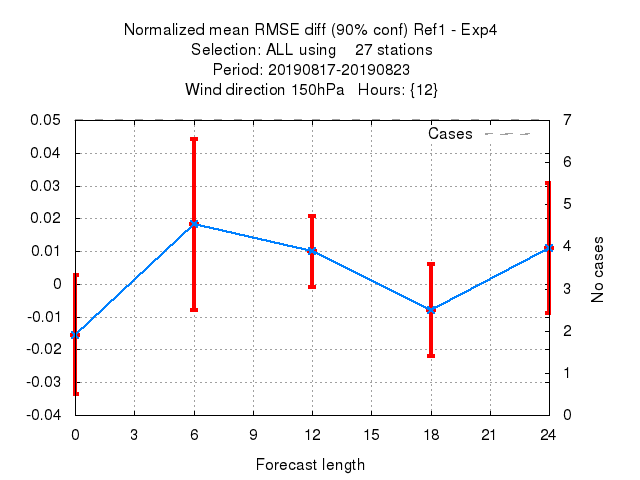 Normalized mean RMSE diff (90% conf) Ref1 - Exp4
Selection: ALL using 27 stations
Period: 20190817-20190823
Wind direction 150hPa Hours: {12}
Cases
0.05
0.04
0.03
0.02
0.01
0
-0.01
-0.02
-0.03
-0.04
7
6
5
4
3
2
1
0
No cases
0 3 6 9 12 15 18 21 24
Forecast length